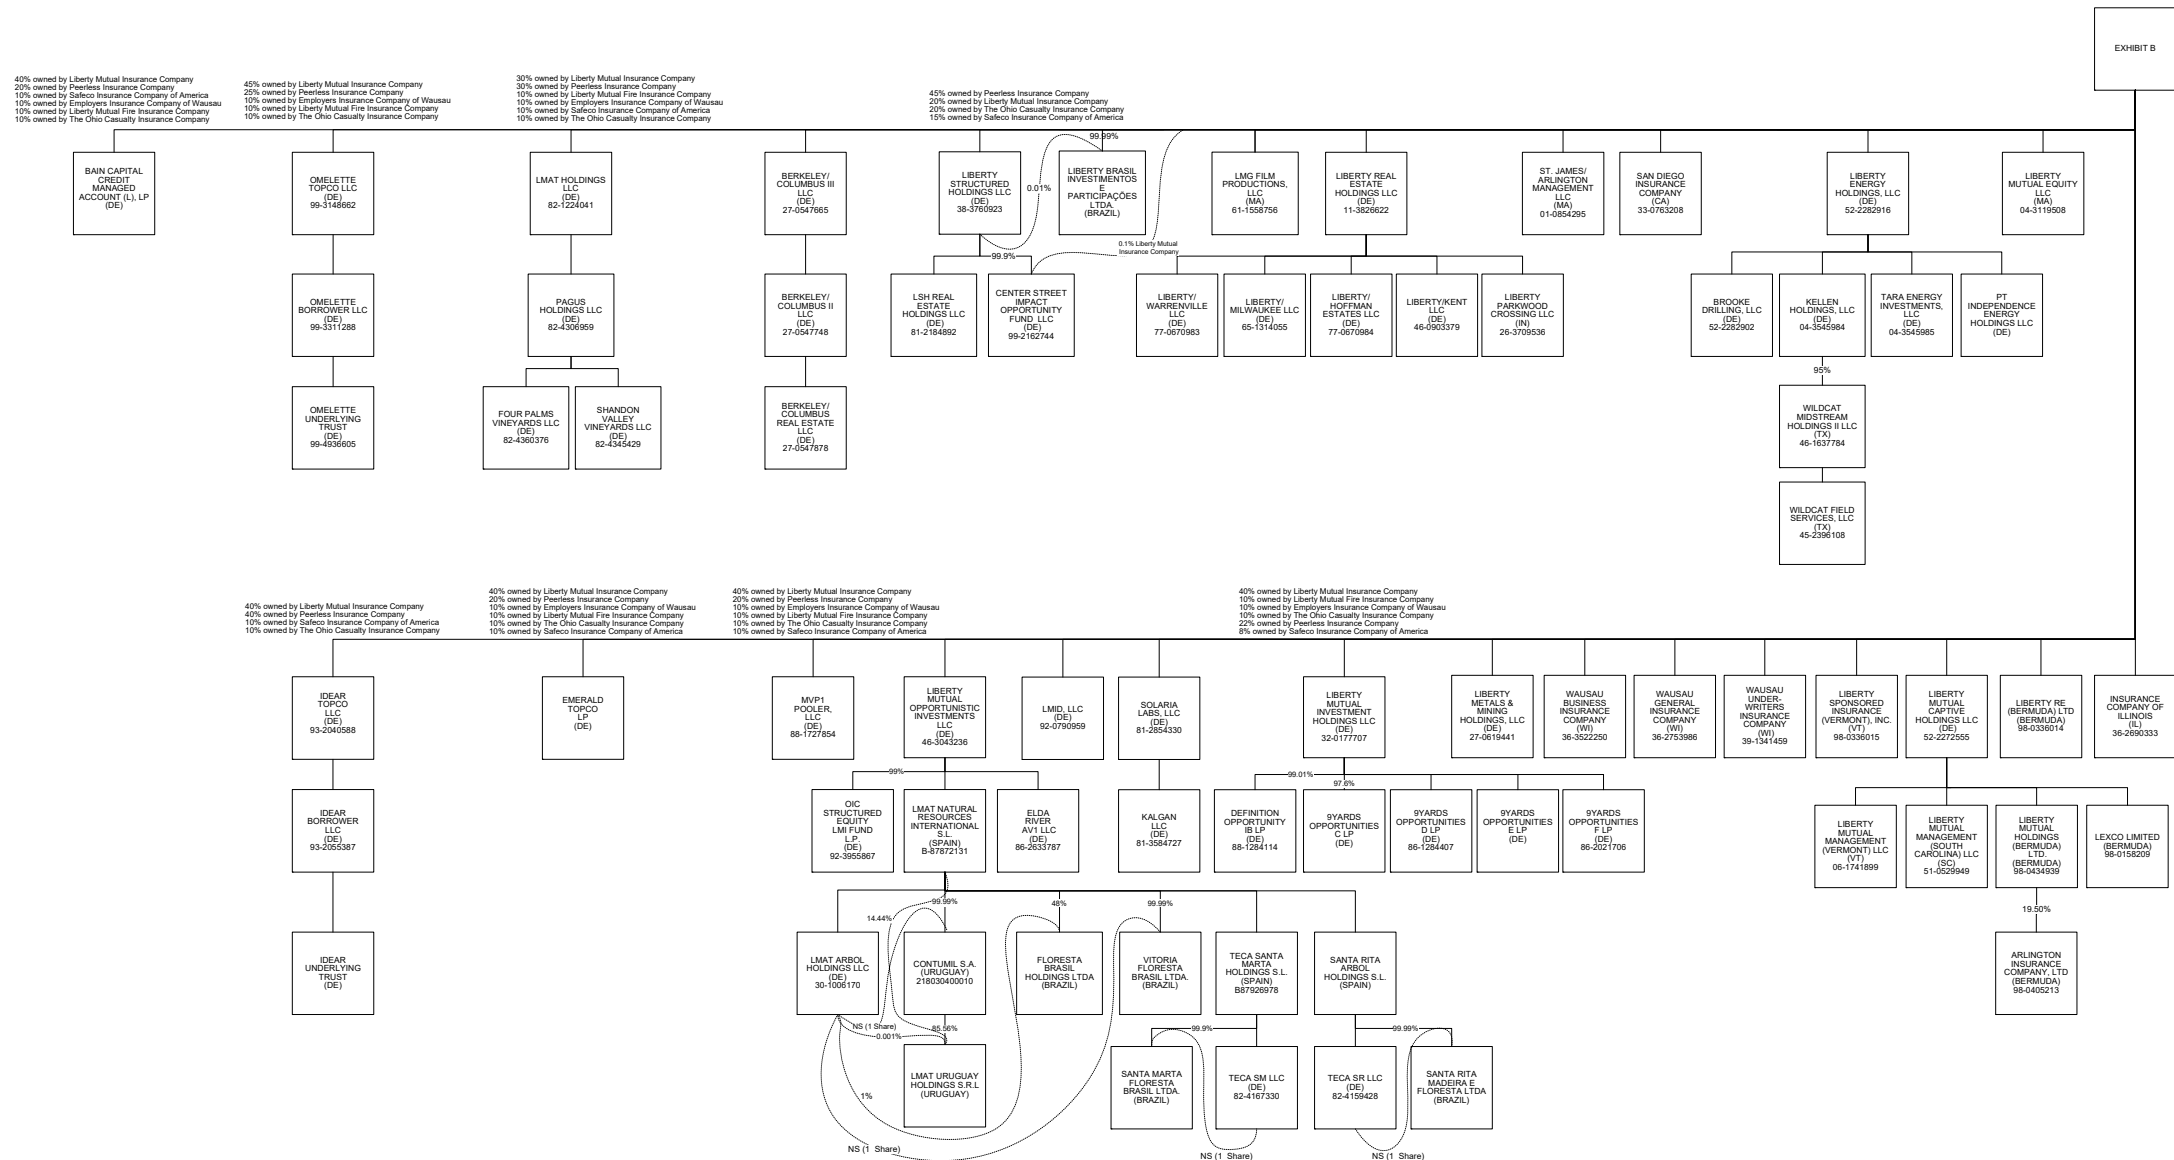 EXHIBIT B
40% owned by Liberty Mutual Insurance Company
20% owned by Peerless Insurance Company
10% owned by Safeco Insurance Company of America
10% owned by Employers Insurance Company of Wausau
10% owned by Liberty Mutual Fire Insurance Company
10% owned by The Ohio Casualty Insurance Company
45% owned by Liberty Mutual Insurance Company
25% owned by Peerless Insurance Company
10% owned by Employers Insurance Company of Wausau
10% owned by Liberty Mutual Fire Insurance Company
10% owned by The Ohio Casualty Insurance Company
30% owned by Liberty Mutual Insurance Company
30% owned by Peerless Insurance Company
10% owned by Liberty Mutual Fire Insurance Company
10% owned by Employers Insurance Company of Wausau
10% owned by Safeco Insurance Company of America
10% owned by The Ohio Casualty Insurance Company
45% owned by Peerless Insurance Company
20% owned by Liberty Mutual Insurance Company
20% owned by The Ohio Casualty Insurance Company
15% owned by Safeco Insurance Company of America
BAIN CAPITAL
CREDIT
MANAGED
ACCOUNT (L), LP
(DE)
OMELETTE
TOPCO LLC
(DE)
99-3148662
LMAT HOLDINGS
LLC
(DE)
82-1224041
BERKELEY/
COLUMBUS III
LLC
(DE)
27-0547665
LIBERTY
STRUCTURED
HOLDINGS LLC
(DE)
38-3760923
0.01%
99.99%
LIBERTY BRASIL
INVESTIMENTOS
E
PARTICIPAÇÕES
LTDA.
(BRAZIL)
LMG FILM
PRODUCTIONS,
LLC
(MA)
61-1558756
LIBERTY REAL
ESTATE
HOLDINGS LLC
(DE)
11-3826622
ST. JAMES/
ARLINGTON
MANAGEMENT
LLC
(MA)
01-0854295
SAN DIEGO
INSURANCE
COMPANY
(CA)
33-0763208
LIBERTY
ENERGY
HOLDINGS, LLC
(DE)
52-2282916
LIBERTY
MUTUAL EQUITY
LLC
(MA)
04-3119508
99.9%
0.1% Liberty Mutual
Insurance Company
OMELETTE
BORROWER LLC
(DE)
99-3311288
PAGUS
HOLDINGS LLC
(DE)
82-4306959
BERKELEY/
COLUMBUS II
LLC
(DE)
27-0547748
LSH REAL
ESTATE
HOLDINGS LLC
(DE)
81-2184892
CENTER STREET
IMPACT
OPPORTUNITY
FUND LLC
(DE)
99-2162744
LIBERTY/
WARRENVILLE
LLC
(DE)
77-0670983
LIBERTY/
MILWAUKEE LLC
(DE)
65-1314055
LIBERTY/
HOFFMAN
ESTATES LLC
(DE)
77-0670984
LIBERTY/KENT
LLC
(DE)
46-0903379
LIBERTY
PARKWOOD
CROSSING LLC
(IN)
26-3709536
BROOKE
DRILLING, LLC
(DE)
52-2282902
KELLEN
HOLDINGS, LLC
(DE)
04-3545984
TARA ENERGY
INVESTMENTS,
LLC
(DE)
04-3545985
PT
INDEPENDENCE
ENERGY
HOLDINGS LLC
(DE)
95%
OMELETTE
UNDERLYING
TRUST
(DE)
99-4936605
FOUR PALMS
VINEYARDS LLC
(DE)
82-4360376
SHANDON
VALLEY
VINEYARDS LLC
(DE)
82-4345429
BERKELEY/
COLUMBUS
REAL ESTATE
LLC
(DE)
27-0547878
WILDCAT
MIDSTREAM
HOLDINGS II LLC
(TX)
46-1637784
WILDCAT FIELD
SERVICES, LLC
(TX)
45-2396108
40% owned by Liberty Mutual Insurance Company
40% owned by Peerless Insurance Company
10% owned by Safeco Insurance Company of America
10% owned by The Ohio Casualty Insurance Company
40% owned by Liberty Mutual Insurance Company
20% owned by Peerless Insurance Company
10% owned by Employers Insurance Company of Wausau
10% owned by Liberty Mutual Fire Insurance Company
10% owned by The Ohio Casualty Insurance Company
10% owned by Safeco Insurance Company of America
40% owned by Liberty Mutual Insurance Company
20% owned by Peerless Insurance Company
10% owned by Employers Insurance Company of Wausau
10% owned by Liberty Mutual Fire Insurance Company
10% owned by The Ohio Casualty Insurance Company
10% owned by Safeco Insurance Company of America
40% owned by Liberty Mutual Insurance Company
10% owned by Liberty Mutual Fire Insurance Company
10% owned by Employers Insurance Company of Wausau
10% owned by The Ohio Casualty Insurance Company
22% owned by Peerless Insurance Company
8% owned by Safeco Insurance Company of America
IDEAR
TOPCO
LLC
(DE)
93-2040588
EMERALD
TOPCO
LP
(DE)
MVP1
POOLER,
LLC
(DE)
88-1727854
LIBERTY
MUTUAL
OPPORTUNISTIC
INVESTMENTS
LLC
(DE)
46-3043236
LMID, LLC
(DE)
92-0790959
SOLARIA
LABS, LLC
(DE)
81-2854330
LIBERTY
MUTUAL
INVESTMENT
HOLDINGS LLC
(DE)
32-0177707
LIBERTY
METALS &
MINING
HOLDINGS, LLC
(DE)
27-0619441
WAUSAU
BUSINESS
INSURANCE
COMPANY
(WI)
36-3522250
WAUSAU
GENERAL
INSURANCE
COMPANY
(WI)
36-2753986
WAUSAU
UNDER-
WRITERS
INSURANCE
COMPANY
(WI)
39-1341459
LIBERTY
SPONSORED
INSURANCE
(VERMONT), INC.
(VT)
98-0336015
LIBERTY
MUTUAL
CAPTIVE
HOLDINGS LLC
(DE)
52-2272555
LIBERTY RE
(BERMUDA) LTD
(BERMUDA)
98-0336014
INSURANCE
COMPANY OF
ILLINOIS
(IL)
36-2690333
99%
99.01%
97.6%
IDEAR
BORROWER
LLC
(DE)
93-2055387
OIC
STRUCTURED
EQUITY
LMI FUND
L.P.
(DE)
92-3955867
LMAT NATURAL
RESOURCES
INTERNATIONAL
S.L.
(SPAIN)
B-87872131
ELDA
RIVER
AV1 LLC
(DE)
86-2633787
KALGAN
LLC
(DE)
81-3584727
DEFINITION
OPPORTUNITY
IB LP
(DE)
88-1284114
9YARDS
OPPORTUNITIES
C LP
(DE)
9YARDS
OPPORTUNITIES
D LP
(DE)
86-1284407
9YARDS
OPPORTUNITIES
E LP
(DE)
9YARDS
OPPORTUNITIES
F LP
(DE)
86-2021706
LIBERTY
MUTUAL
MANAGEMENT
(VERMONT) LLC
(VT)
06-1741899
LIBERTY
MUTUAL
MANAGEMENT
(SOUTH
CAROLINA) LLC
(SC)
51-0529949
LIBERTY
MUTUAL
HOLDINGS
(BERMUDA)
LTD.
(BERMUDA)
98-0434939
LEXCO LIMITED
(BERMUDA)
98-0158209
14.44%
99.99%
48%
99.99%
19.50%
IDEAR
UNDERLYING
TRUST
(DE)
LMAT ARBOL
HOLDINGS LLC
(DE)
30-1006170
CONTUMIL S.A.
(URUGUAY)
218030400010
FLORESTA
BRASIL
HOLDINGS LTDA
(BRAZIL)
VITORIA
FLORESTA
BRASIL LTDA.
(BRAZIL)
TECA SANTA
MARTA
HOLDINGS S.L.
(SPAIN)
B87926978
SANTA RITA
ARBOL
HOLDINGS S.L.
(SPAIN)
ARLINGTON
INSURANCE
COMPANY, LTD
(BERMUDA)
98-0405213
NS (1 Share)
0.001%
85.56%
99.9%
99.99%
LMAT URUGUAY
HOLDINGS S.R.L
(URUGUAY)
SANTA MARTA
FLORESTA
BRASIL LTDA.
(BRAZIL)
TECA SM LLC
(DE)
82-4167330
TECA SR LLC
(DE)
82-4159428
SANTA RITA
MADEIRA E
FLORESTA LTDA
(BRAZIL)
1%
NS (1 Share)
NS (1 Share)
NS (1 Share)